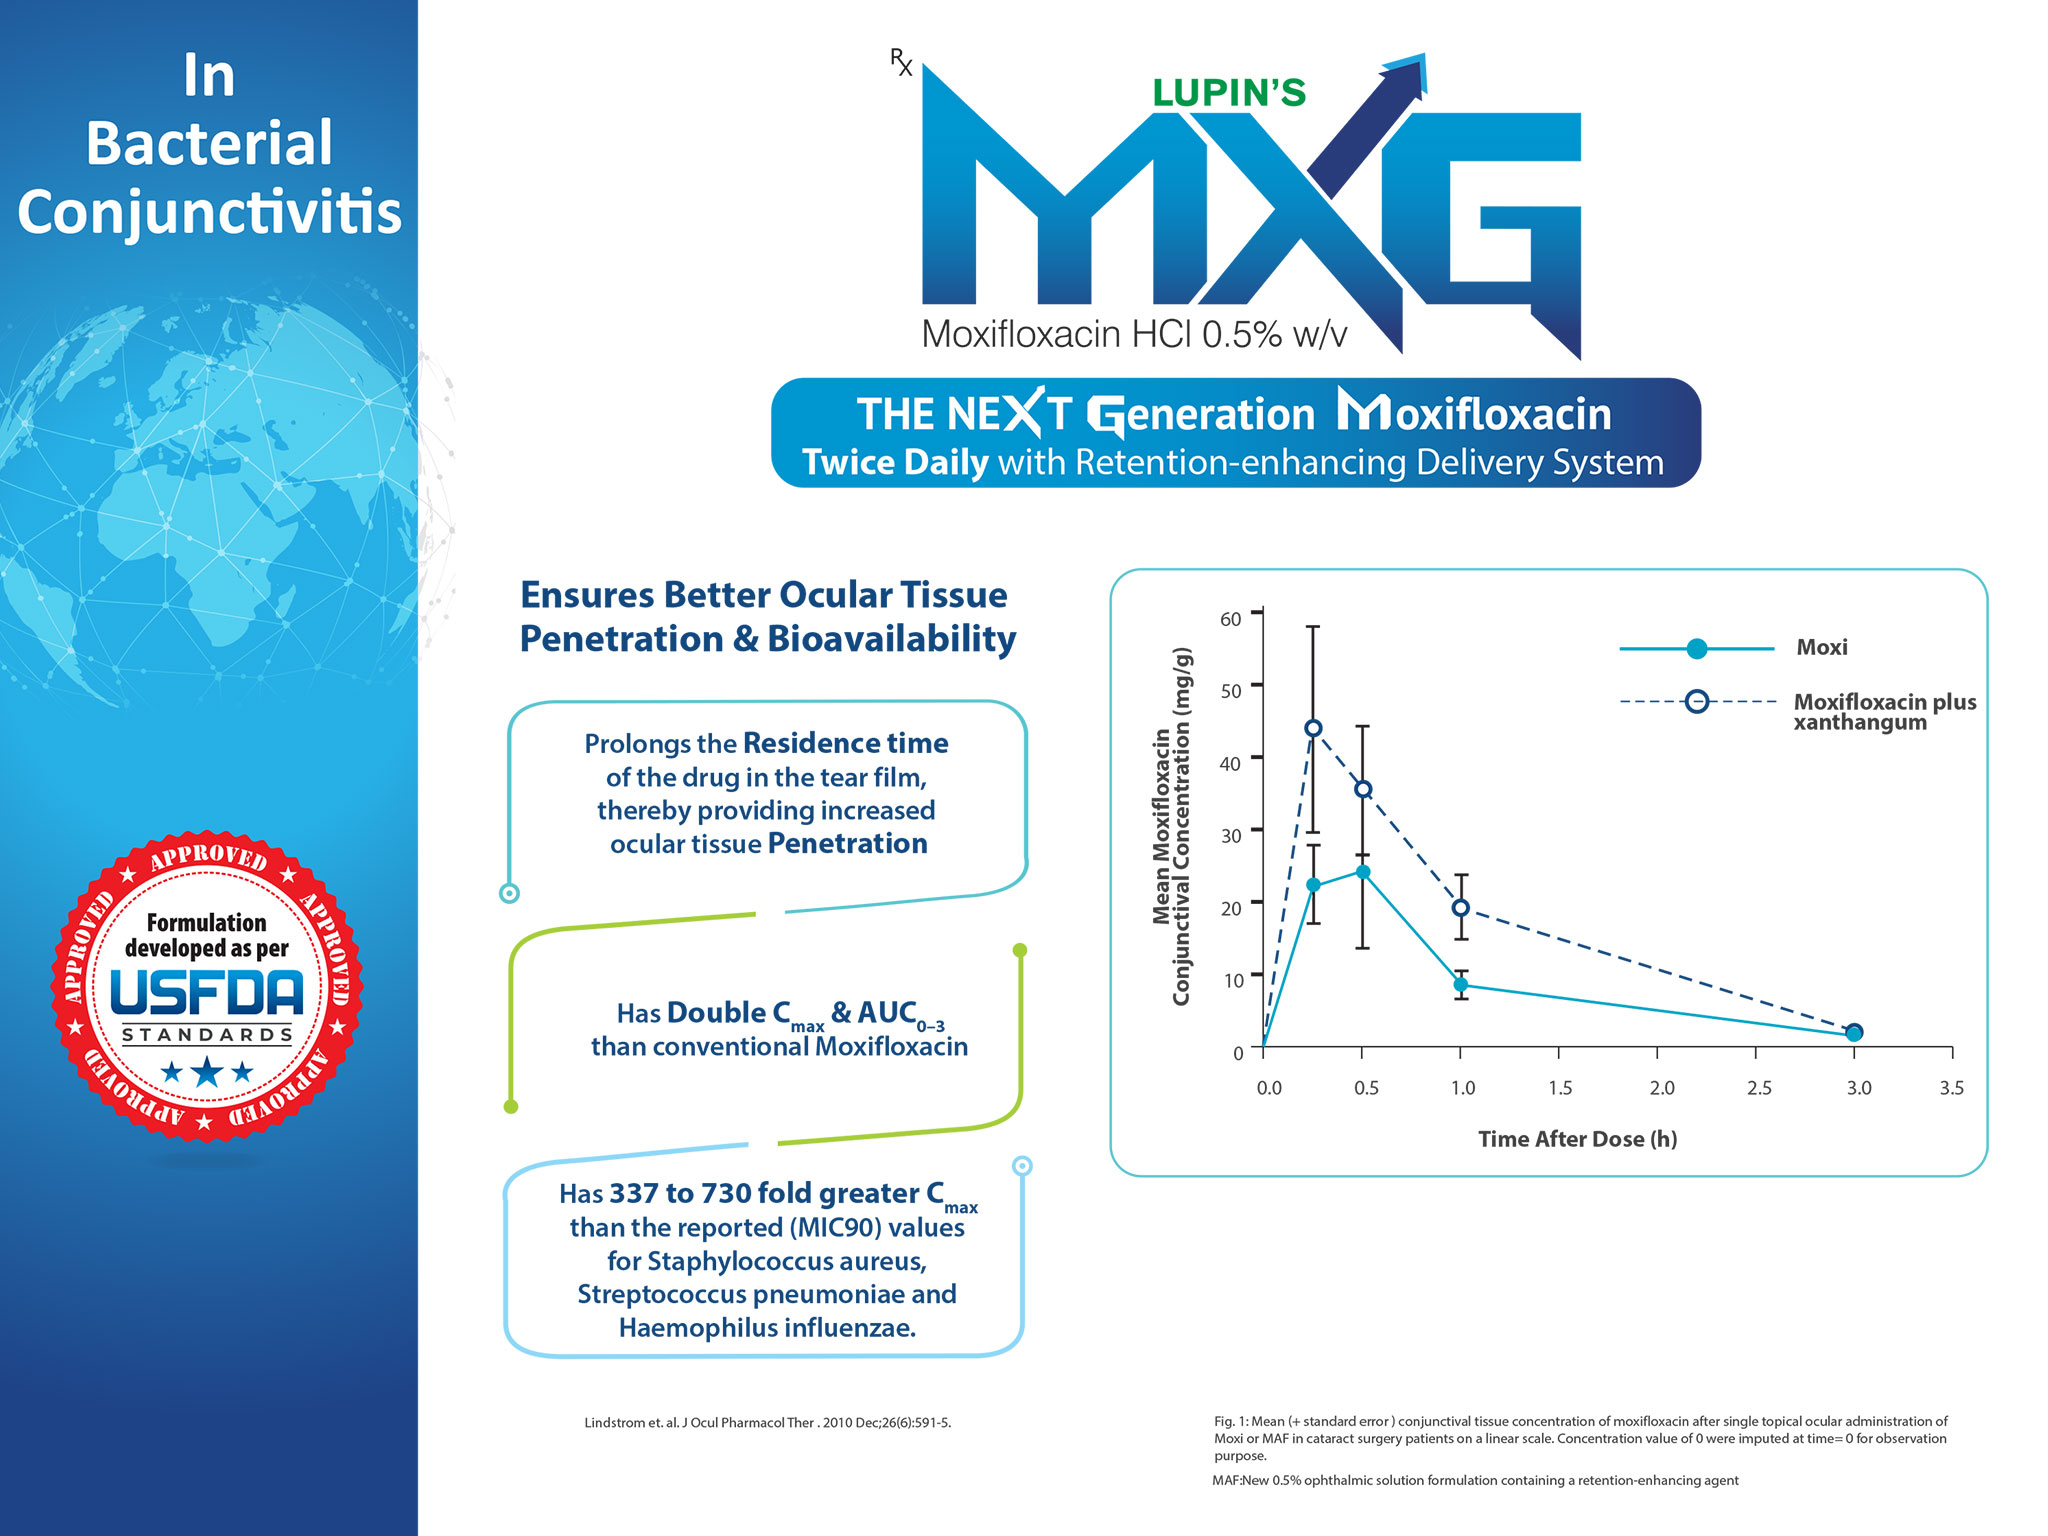 In
Bacterial
Conjunctivitis
APPROVED APPROVED APPROVED APPROVED APPROVED APPROVED APPROVED
Formulation
developed as per
USFDA
STANDARDS
Rx
LUPIN'S
MXG
Moxifloxacin HCl 0.5% w/v
THE NEXT Generation Moxifloxacin
Twice Daily with Retention-enhancing Delivery System
Ensures Better Ocular Tissue
Penetration & Bioavailability
Prolongs the Residence time
of the drug in the tear film,
thereby providing increased
ocular tissue Penetration
Has Double Cmax & AUC0–3
than conventional Moxifloxacin
Has 337 to 730 fold greater Cmax
than the reported (MIC90) values
for Staphylococcus aureus,
Streptococcus pneumoniae and
Haemophilus influenzae.
Lindstrom et. al. J Ocul Pharmacol Ther . 2010 Dec;26(6):591-5.
Mean Moxifloxacin
Conjunctival Concentration (mg/g)
60
50
40
30
20
10
0
0.0 0.5 1.0 1.5 2.0 2.5 3.0 3.5
Time After Dose (h)
Moxi
Moxifloxacin plus
xanthangum
Fig. 1: Mean (+ standard error ) conjunctival tissue concentration of moxifloxacin after single topical ocular administration of
Moxi or MAF in cataract surgery patients on a linear scale. Concentration value of 0 were imputed at time= 0 for observation
purpose.
MAF:New 0.5% ophthalmic solution formulation containing a retention-enhancing agent